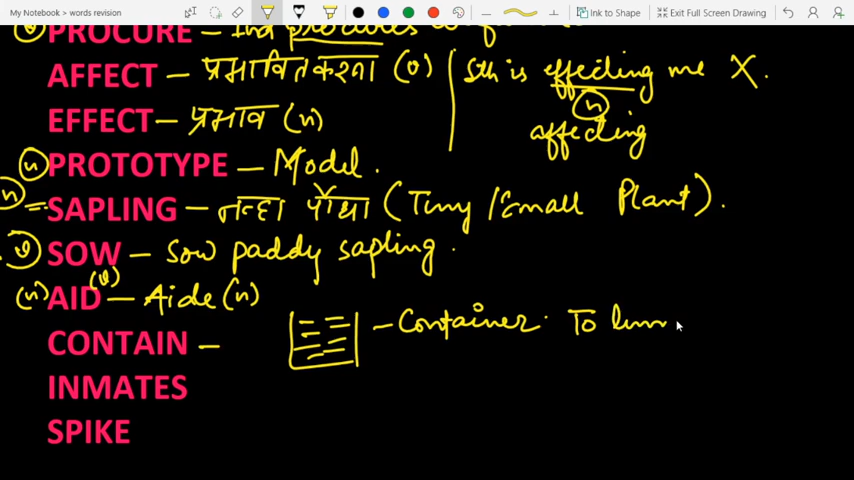 My Notebook > words revision
Ink to Shape
Exit Full Screen Drawing
(v) PROCURE – procures
AFFECT – प्रभावित करना (v) | Sth is effecting me X.
(n)
affecting
EFFECT – प्रभाव (n)
(n) PROTOTYPE – Model.
(n) = SAPLING – नन्हा पौधा (Tiny / Small Plant).
(v) SOW – Sow paddy sapling.
(n) AID (v) – Aide (n)
CONTAIN – – Container. To
INMATES
SPIKE